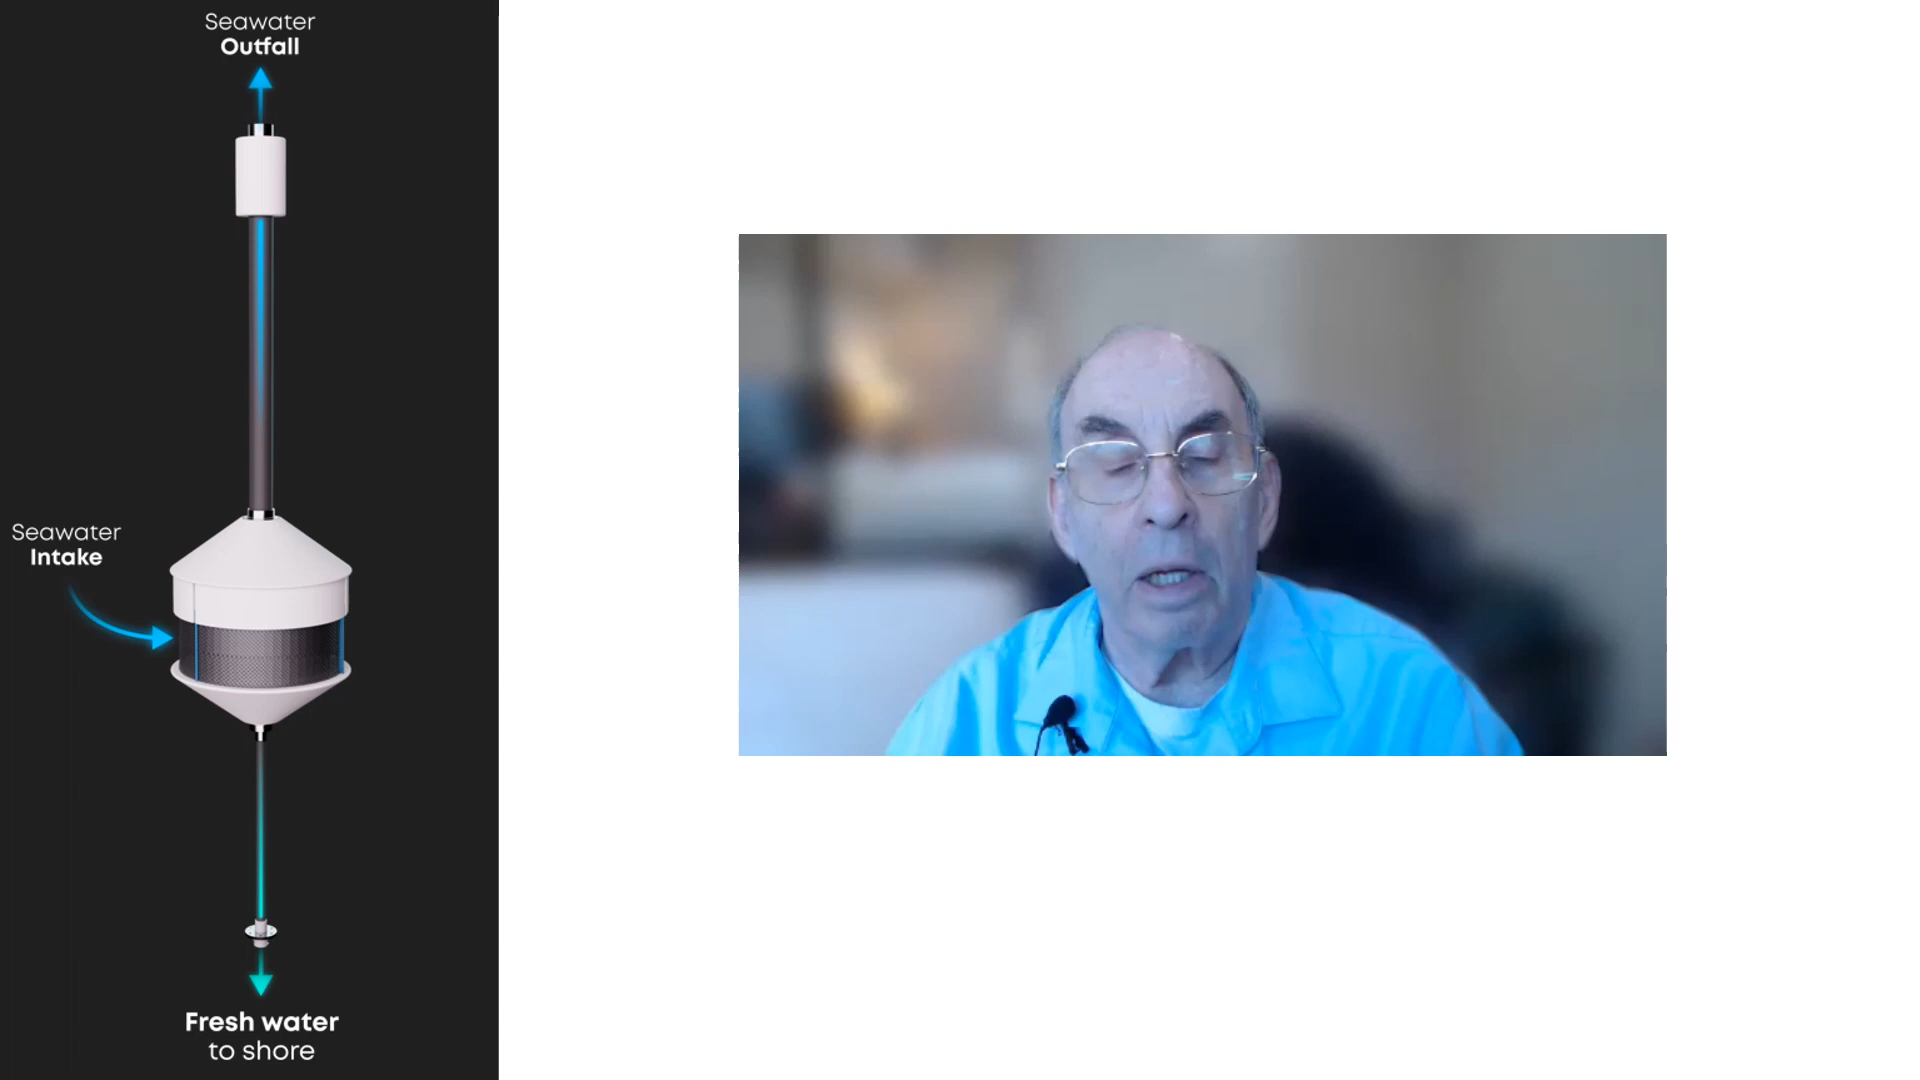 Seawater
Outfall
Seawater
Intake
Fresh water
to shore